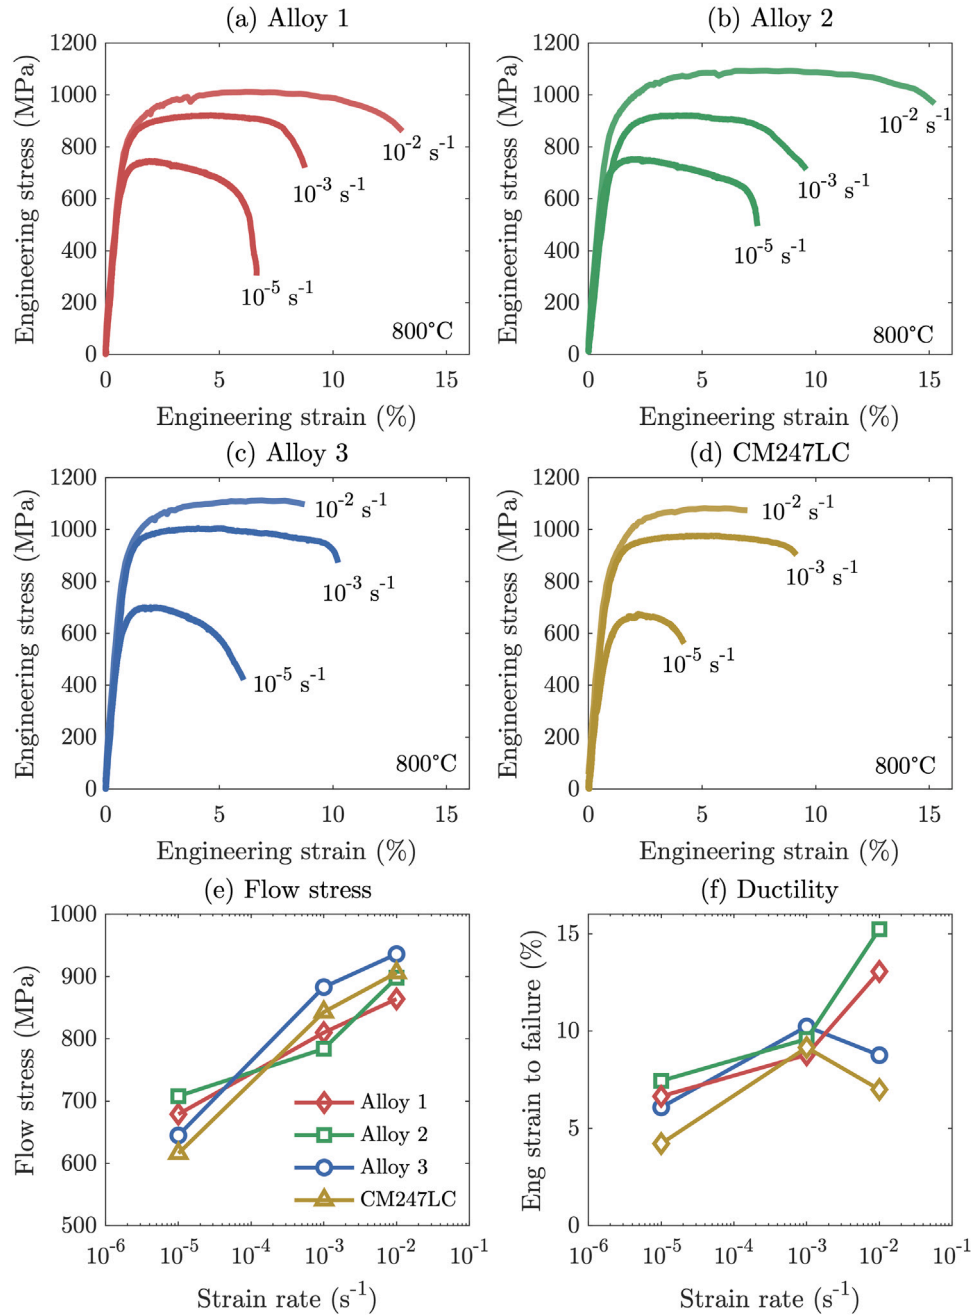 (a) Alloy 1
(b) Alloy 2
Engineering stress (MPa)
1200
1000
800
600
400
200
0
10⁻² s⁻¹
10⁻³ s⁻¹
10⁻⁵ s⁻¹
800°C
0 5 10 15
Engineering strain (%)
Engineering stress (MPa)
1200
1000
800
600
400
200
0
10⁻² s⁻¹
10⁻³ s⁻¹
10⁻⁵ s⁻¹
800°C
0 5 10 15
Engineering strain (%)
(c) Alloy 3
(d) CM247LC
Engineering stress (MPa)
1200
1000
800
600
400
200
0
10⁻² s⁻¹
10⁻³ s⁻¹
10⁻⁵ s⁻¹
800°C
0 5 10 15
Engineering strain (%)
Engineering stress (MPa)
1200
1000
800
600
400
200
0
10⁻² s⁻¹
10⁻³ s⁻¹
10⁻⁵ s⁻¹
800°C
0 5 10 15
Engineering strain (%)
(e) Flow stress
(f) Ductility
Flow stress (MPa)
1000
900
800
700
600
500
Alloy 1
Alloy 2
Alloy 3
CM247LC
10⁻⁶ 10⁻⁵ 10⁻⁴ 10⁻³ 10⁻² 10⁻¹
Strain rate (s⁻¹)
Eng strain to failure (%)
15
10
5
0
10⁻⁶ 10⁻⁵ 10⁻⁴ 10⁻³ 10⁻² 10⁻¹
Strain rate (s⁻¹)